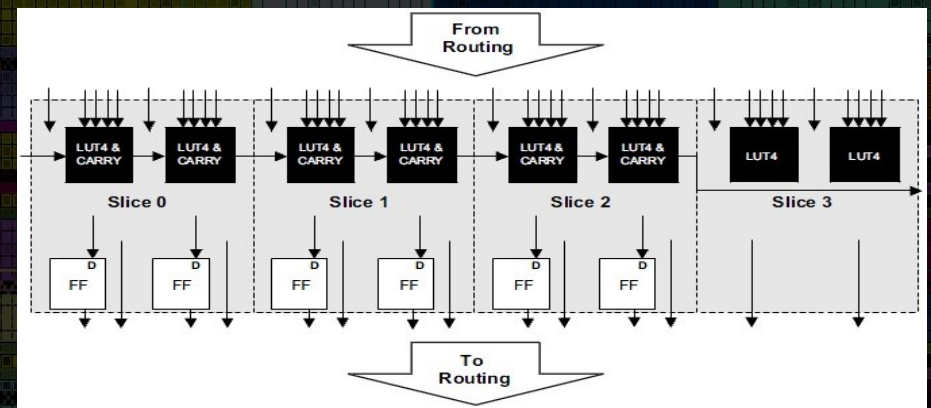 From
Routing
LUT4 &
CARRY
LUT4 &
CARRY
LUT4 &
CARRY
LUT4 &
CARRY
LUT4 &
CARRY
LUT4 &
CARRY
LUT4
LUT4
Slice 0
Slice 1
Slice 2
Slice 3
D
FF
D
FF
D
FF
D
FF
D
FF
D
FF
To
Routing